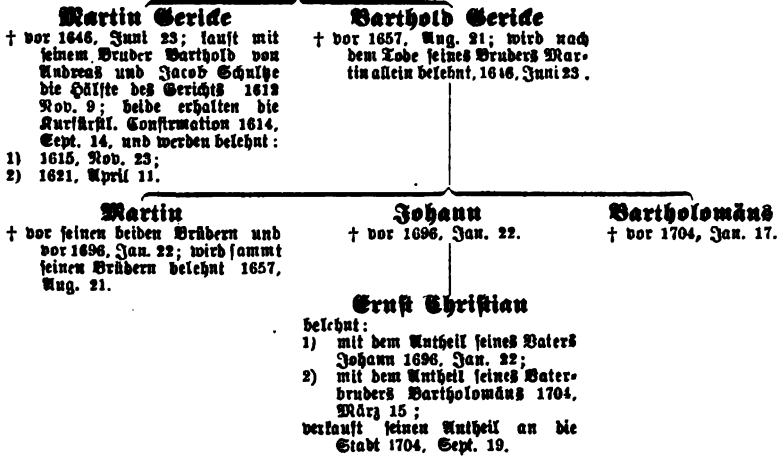 Martin Gericke
† vor 1646, Juni 23; kauft mit
seinem Bruder Barthold von
Andreas und Jacob Schultze
die Hälfte des Gerichts 1612
Nov. 9; beide erhalten die
Kurfürstl. Confirmation 1614,
Sept. 14, und werden belehnt:
1) 1615, Nov. 23;
2) 1621, April 11.
Barthold Gericke
† vor 1657, Aug. 21; wird nach
dem Tode seines Bruders Mar-
tin allein belehnt, 1646, Juni 23.
Martin
† vor seinen beiden Brüdern und
vor 1696, Jan. 22; wird sammt
seinen Brüdern belehnt 1657,
Aug. 21.
Johann
† vor 1696, Jan. 22.
Bartholomäus
† vor 1704, Jan. 17.
Ernst Christian
belehnt:
1) mit dem Antheil seines Vaters
Johann 1696, Jan. 22;
2) mit dem Antheil seines Vater-
bruders Bartholomäus 1704,
März 15;
verkauft seinen Antheil an die
Stadt 1704, Sept. 19.